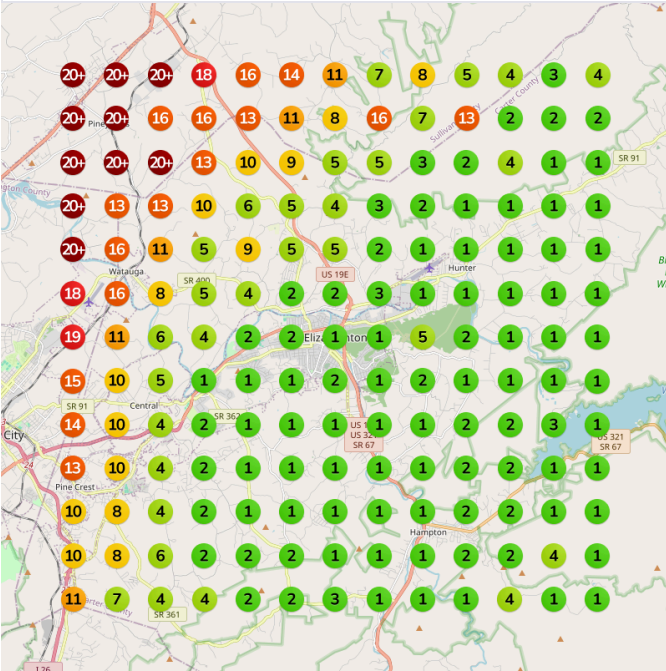 20+ 20+ 20+ 18 16 14 11 7 8 5 4 3 4
Sullivan County
Carter County
20+ 20+ 16 16 13 11 8 16 7 13 2 2 2
20+ 20+ 20+ 13 10 9 5 5 3 2 4 1 1
SR 91
20+ 13 13 10 6 5 4 3 2 1 1 1 1
20+ 16 11 5 9 5 5 2 1 1 1 1 1
Watauga
Hunter
US 19E
SR 400
18 16 8 5 4 2 2 3 1 1 1 1 1
19 11 6 4 2 2 1 1 5 2 1 1 1
15 10 5 1 1 1 2 1 2 1 1 1 1
SR 91
Central
SR 362
14 10 4 2 1 1 1 1 1 2 2 3 1
City
US 321
SR 67
US 321
SR 67
24
13 10 4 2 1 1 1 1 1 2 2 1 1
Pine Crest
10 8 4 2 1 1 1 1 1 2 2 1 1
Hampton
10 8 6 2 2 2 1 1 1 2 2 4 1
11 7 4 4 2 2 3 1 1 1 4 1 1
SR 361
I 26